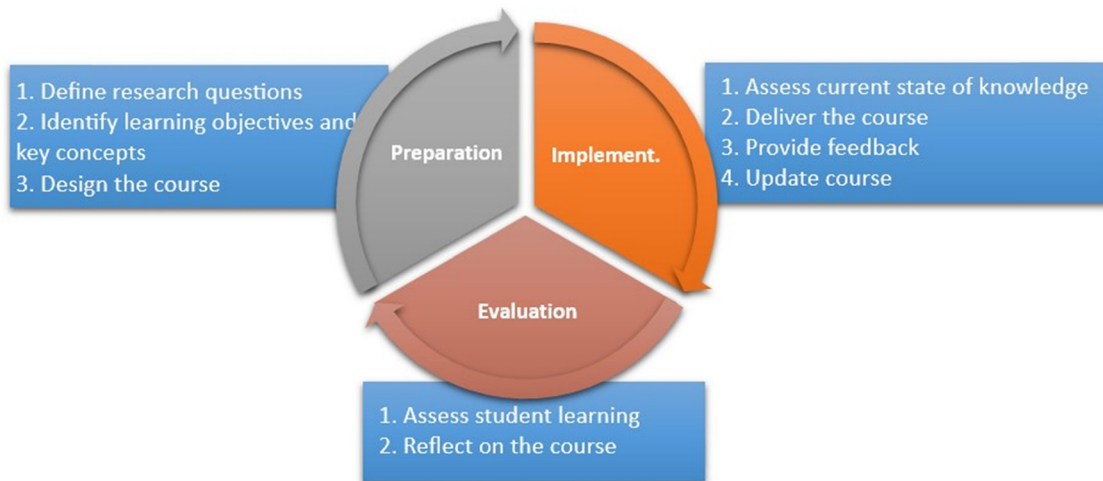 1. Define research questions
2. Identify learning objectives and
key concepts
3. Design the course
Preparation
Implement.
1. Assess current state of knowledge
2. Deliver the course
3. Provide feedback
4. Update course
Evaluation
1. Assess student learning
2. Reflect on the course